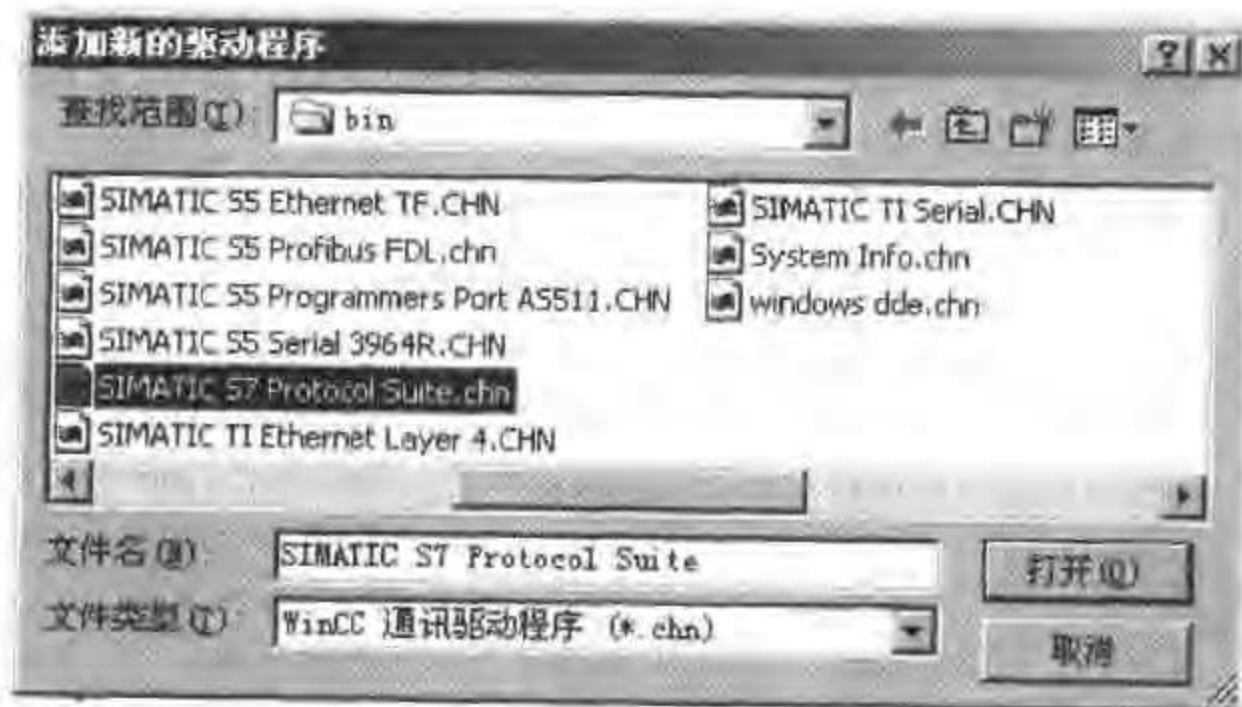 添加新的驱动程序
查找范围(I): bin
SIMATIC S5 Ethernet TF.CHN
SIMATIC S5 Profibus FDL.chn
SIMATIC S5 Programmers Port AS511.CHN
SIMATIC S5 Serial 3964R.CHN
SIMATIC S7 Protocol Suite.chn
SIMATIC TI Ethernet Layer 4.CHN
SIMATIC TI Serial.CHN
System Info.chn
windows dde.chn
文件名(N): SIMATIC S7 Protocol Suite
打开(O)
文件类型(T): WinCC 通讯驱动程序 (*.chn)
取消